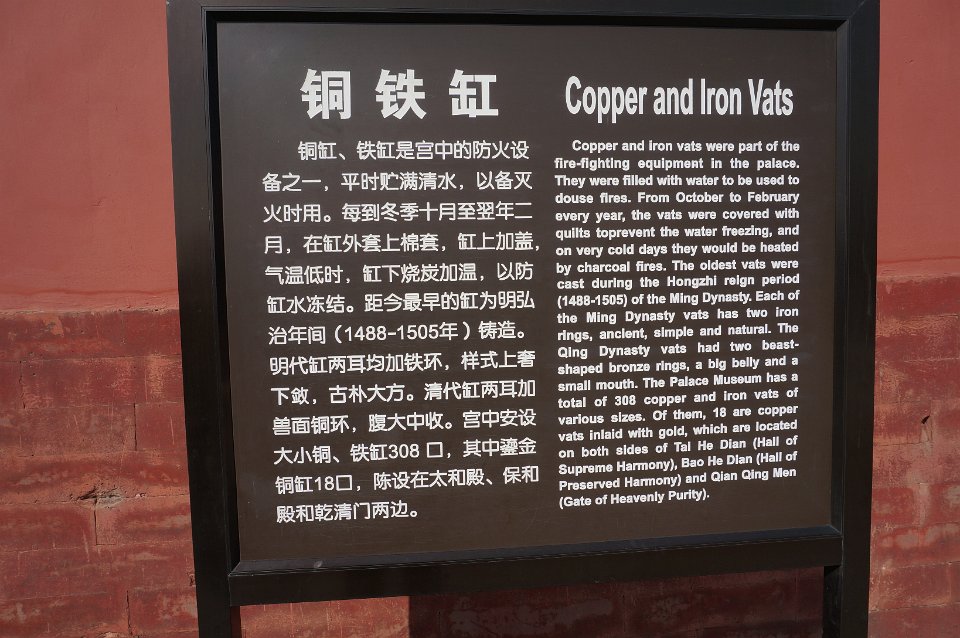 铜铁缸
铜缸、铁缸是宫中的防火设
备之一，平时贮满清水，以备灭
火时用。每到冬季十月至翌年二
月，在缸外套上棉套，缸上加盖，
气温低时，缸下烧炭加温，以防
缸水冻结。距今最早的缸为明弘
治年间（1488-1505年）铸造。
明代缸两耳均加铁环，样式上奢
下敛，古朴大方。清代缸两耳加
兽面铜环，腹大中收。宫中安设
大小铜、铁缸308 口，其中鎏金
铜缸18口，陈设在太和殿、保和
殿和乾清门两边。
Copper and Iron Vats
Copper and iron vats were part of the
fire-fighting equipment in the palace.
They were filled with water to be used to
douse fires. From October to February
every year, the vats were covered with
quilts toprevent the water freezing, and
on very cold days they would be heated
by charcoal fires. The oldest vats were
cast during the Hongzhi reign period
(1488-1505) of the Ming Dynasty. Each of
the Ming Dynasty vats has two iron
rings, ancient, simple and natural. The
Qing Dynasty vats had two beast-
shaped bronze rings, a big belly and a
small mouth. The Palace Museum has a
total of 308 copper and iron vats of
various sizes. Of them, 18 are copper
vats inlaid with gold, which are located
on both sides of Tai He Dian (Hall of
Supreme Harmony), Bao He Dian (Hall of
Preserved Harmony) and Qian Qing Men
(Gate of Heavenly Purity).